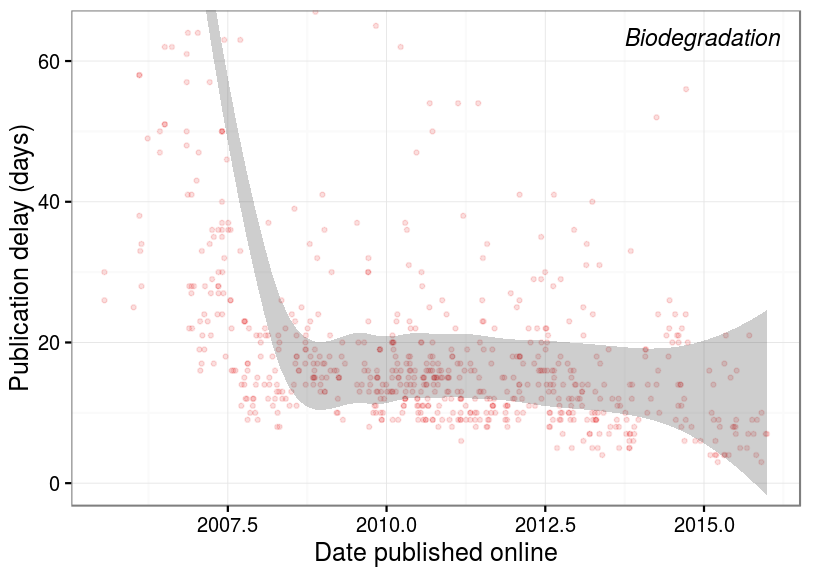 Biodegradation
Publication delay (days)
60
40
20
0
2007.5 2010.0 2012.5 2015.0
Date published online